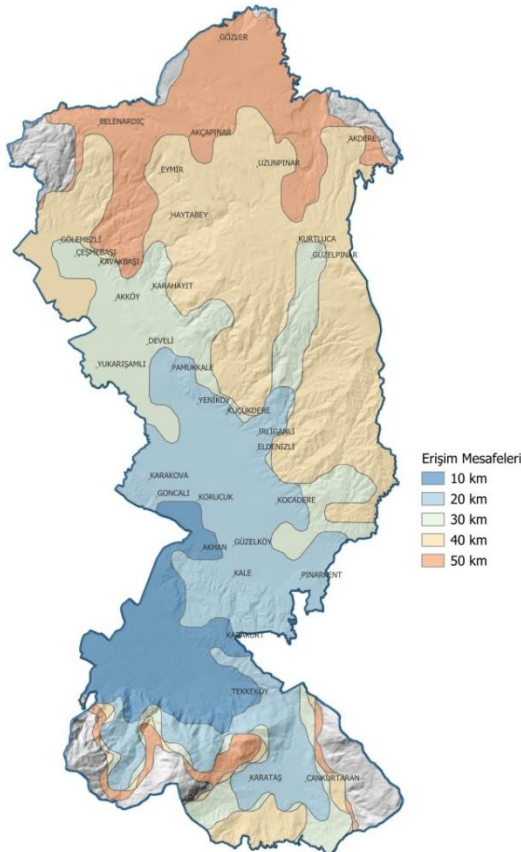 GÖZLER
BELENARDIÇ
AKÇAPINAR
AKDERE
UZUNPINAR
EYMİR
HAYTABEY
GÖLEMEZLİ
KURTLUCA
ÇEŞMEBAŞI
GÜZELPINAR
KAVAKBAŞI
KARAHAYIT
AKKÖY
DEVELİ
YUKARIŞAMLI
PAMUKKALE
YENİKÖY
KÜÇÜKDERE
IRLIGANLI
ELDENİZLİ
Erişim Mesafeleri
10 km
20 km
30 km
40 km
50 km
KARAKOVA
GONCALI
KORUCUK
KOCADERE
AKHAN
GÜZELKÖY
KALE
PINARKENT
KARAKURT
TEKKEKÖY
KARATAŞ
CANKURTARAN